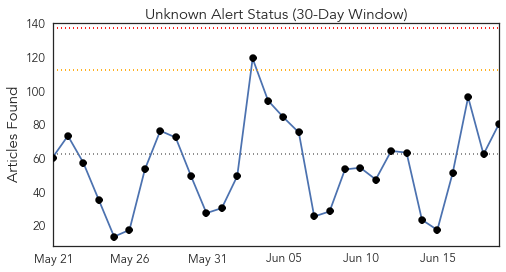 Unknown Alert Status (30-Day Window)
Articles Found
140
120
100
80
60
40
20
May 21
May 26
May 31
Jun 05
Jun 10
Jun 15